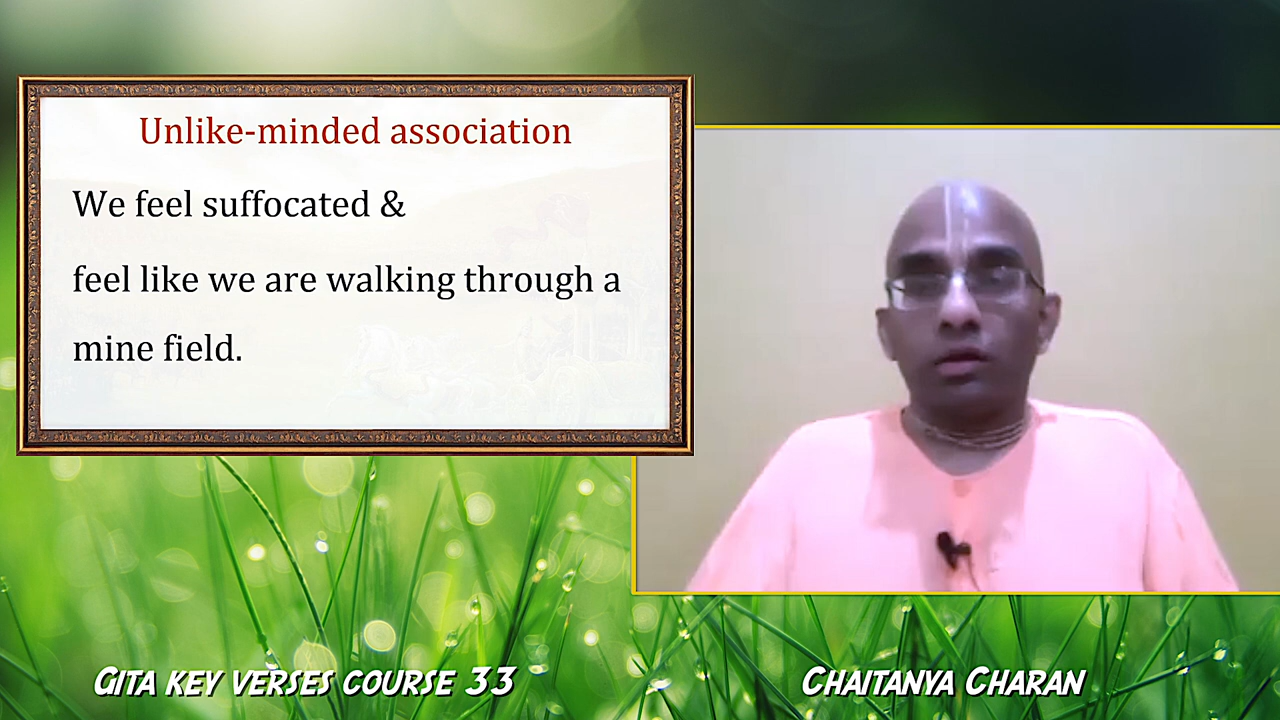 Unlike-minded association
We feel suffocated &
feel like we are walking through a
mine field.
Gita key verses course 33
Chaitanya Charan